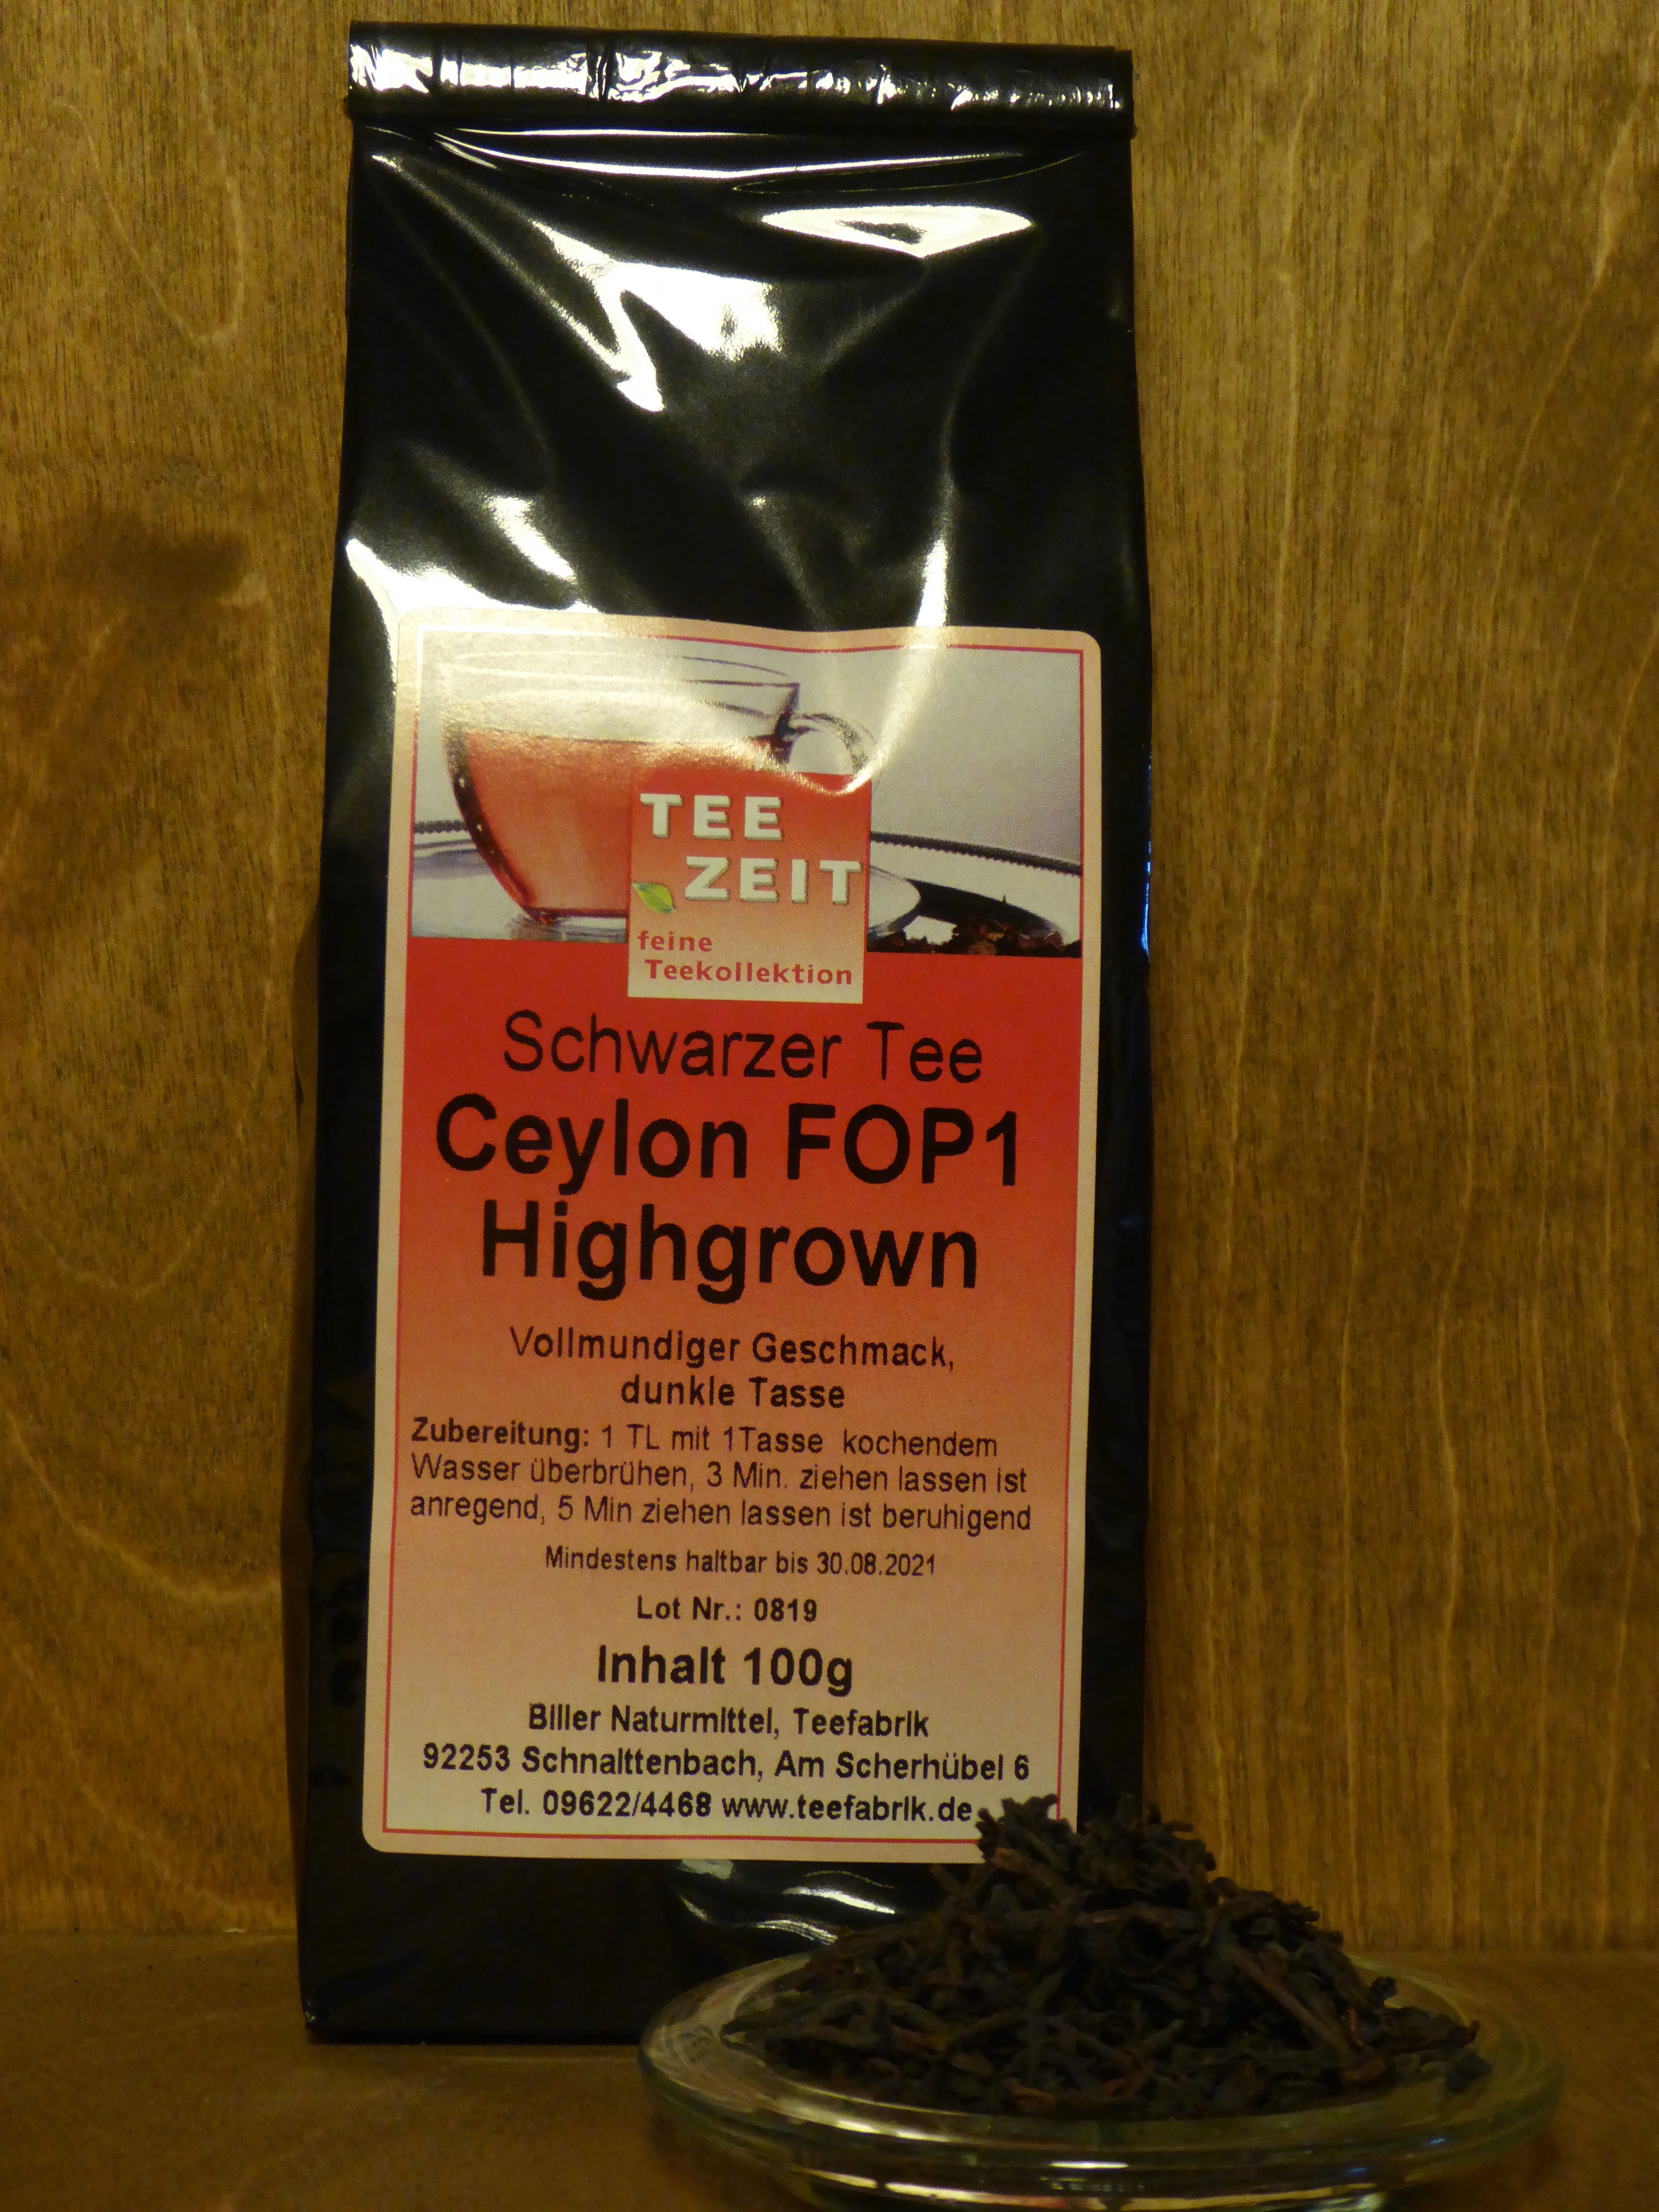 TEE
ZEIT
feine
Teekollektion
Schwarzer Tee
Ceylon FOP1
Highgrown
Vollmundiger Geschmack,
dunkle Tasse
Zubereitung: 1 TL mit 1Tasse kochendem
Wasser überbrühen, 3 Min. ziehen lassen ist
anregend, 5 Min ziehen lassen ist beruhigend
Mindestens haltbar bis 30.08.2021
Lot Nr.: 0819
Inhalt 100g
Biller Naturmittel, Teefabrik
92253 Schnaittenbach, Am Scherhübel 6
Tel. 09622/4468 www.teefabrik.de